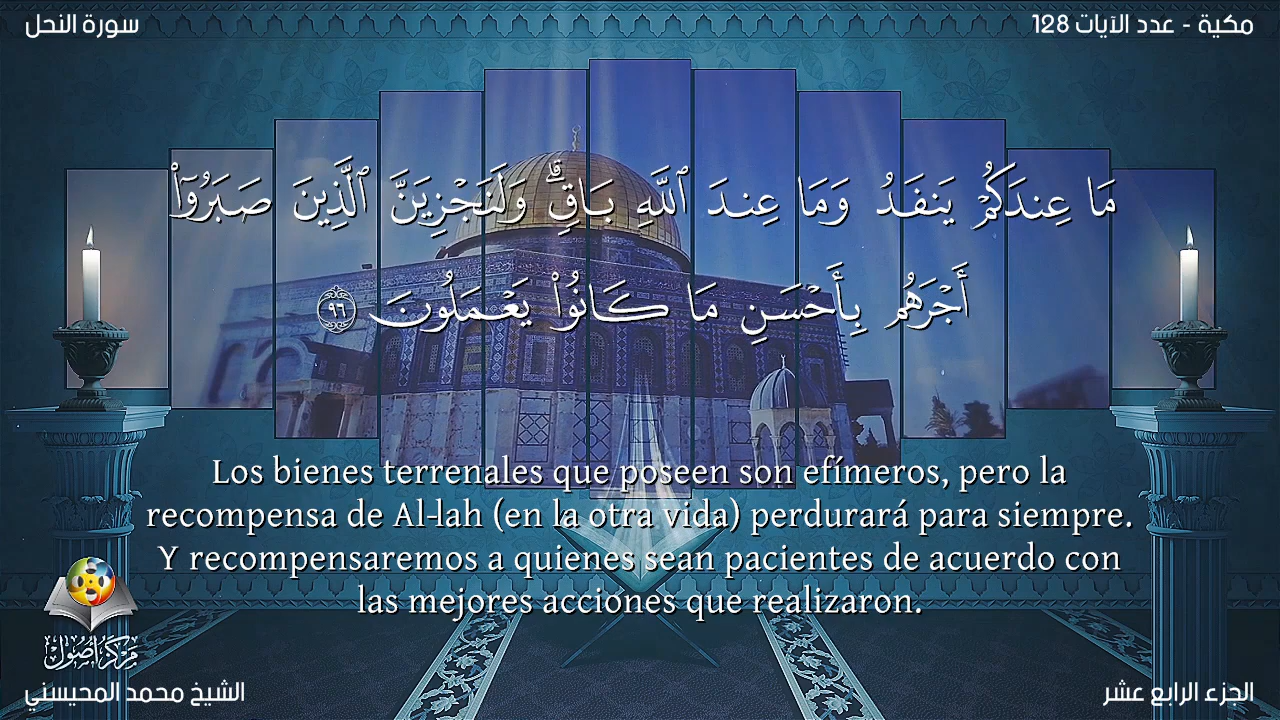 سورة النحل
مكية - عدد الآيات 128
مَا عِندَكُمْ يَنفَدُ وَمَا عِندَ ٱللَّهِ بَاقٍ ۗ وَلَنَجْزِيَنَّ ٱلَّذِينَ صَبَرُوٓا۟
أَجْرَهُم بِأَحْسَنِ مَا كَانُوا۟ يَعْمَلُونَ ٩٦
Los bienes terrenales que poseen son efímeros, pero la
recompensa de Al-lah (en la otra vida) perdurará para siempre.
Y recompensaremos a quienes sean pacientes de acuerdo con
las mejores acciones que realizaron.
مركز أصول
الشيخ محمد المحيسني
الجزء الرابع عشر